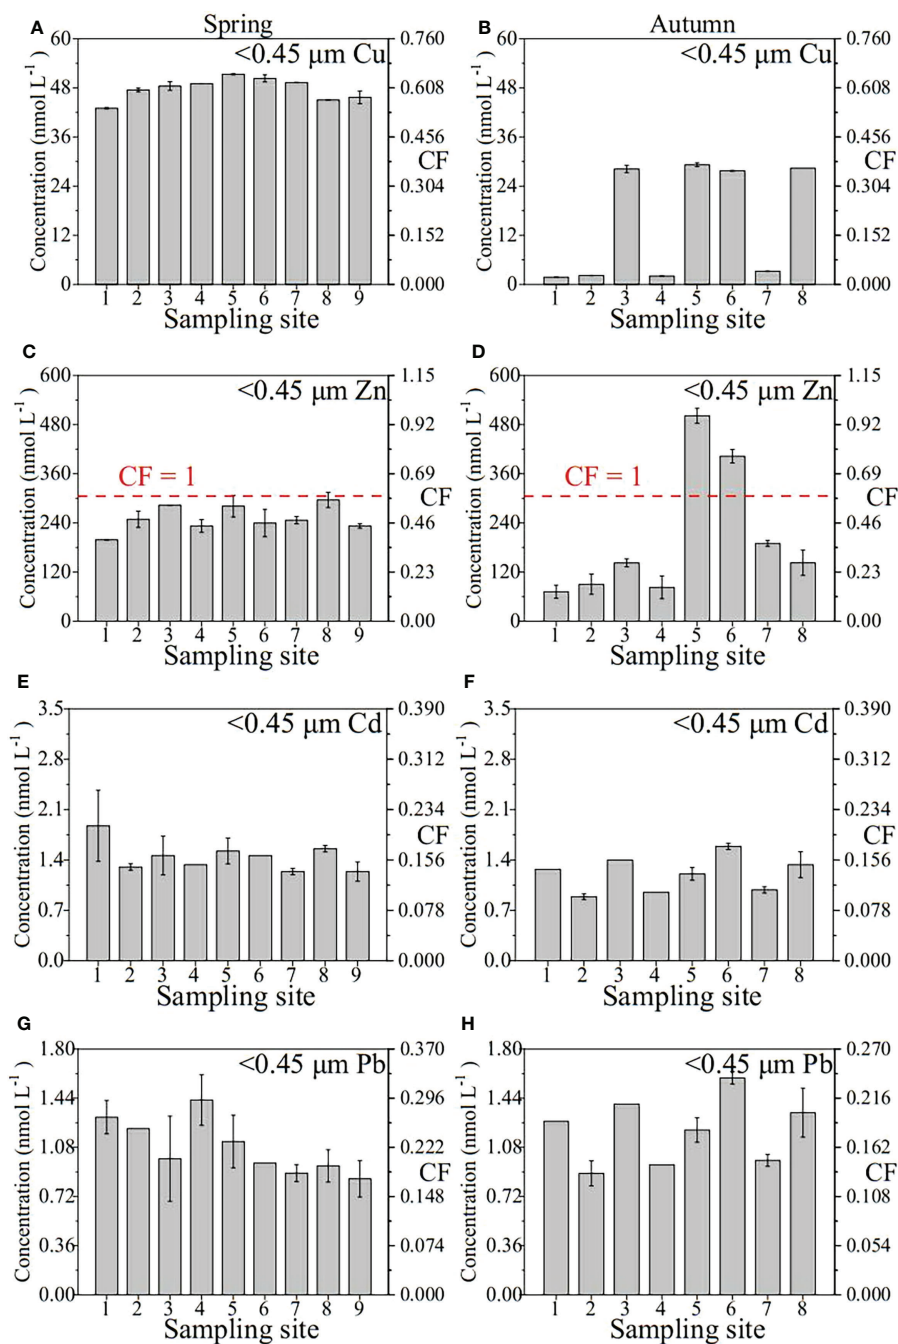 Spring
Autumn
A
<0.45 μm Cu
Concentration (nmol L⁻¹)
60
48
36
24
12
0
0.760
0.608
0.456
0.304
0.152
0.000
CF
1 2 3 4 5 6 7 8 9
Sampling site
B
<0.45 μm Cu
Concentration (nmol L⁻¹)
60
48
36
24
12
0
0.760
0.608
0.456
0.304
0.152
0.000
CF
1 2 3 4 5 6 7 8
Sampling site
C
<0.45 μm Zn
Concentration (nmol L⁻¹)
600
480
360
240
120
0
CF = 1
1.15
0.92
0.69
0.46
0.23
0.00
CF
1 2 3 4 5 6 7 8 9
Sampling site
D
<0.45 μm Zn
Concentration (nmol L⁻¹)
600
480
360
240
120
0
CF = 1
1.15
0.92
0.69
0.46
0.23
0.00
CF
1 2 3 4 5 6 7 8
Sampling site
E
<0.45 μm Cd
Concentration (nmol L⁻¹)
3.5
2.8
2.1
1.4
0.7
0.0
0.390
0.312
0.234
0.156
0.078
0.000
CF
1 2 3 4 5 6 7 8 9
Sampling site
F
<0.45 μm Cd
Concentration (nmol L⁻¹)
3.5
2.8
2.1
1.4
0.7
0.0
0.390
0.312
0.234
0.156
0.078
0.000
CF
1 2 3 4 5 6 7 8
Sampling site
G
<0.45 μm Pb
Concentration (nmol L⁻¹)
1.80
1.44
1.08
0.72
0.36
0.00
0.370
0.296
0.222
0.148
0.074
0.000
CF
1 2 3 4 5 6 7 8 9
Sampling site
H
<0.45 μm Pb
Concentration (nmol L⁻¹)
1.80
1.44
1.08
0.72
0.36
0.00
0.270
0.216
0.162
0.108
0.054
0.000
CF
1 2 3 4 5 6 7 8
Sampling site